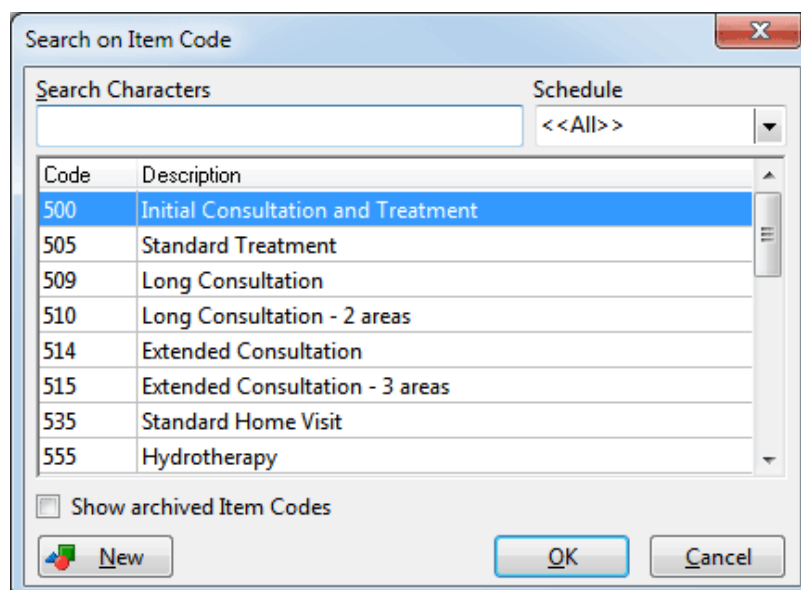 Search on Item Code
Search Characters
Schedule
<<All>>
Code Description
500 Initial Consultation and Treatment
505 Standard Treatment
509 Long Consultation
510 Long Consultation - 2 areas
514 Extended Consultation
515 Extended Consultation - 3 areas
535 Standard Home Visit
555 Hydrotherapy
Show archived Item Codes
New OK Cancel